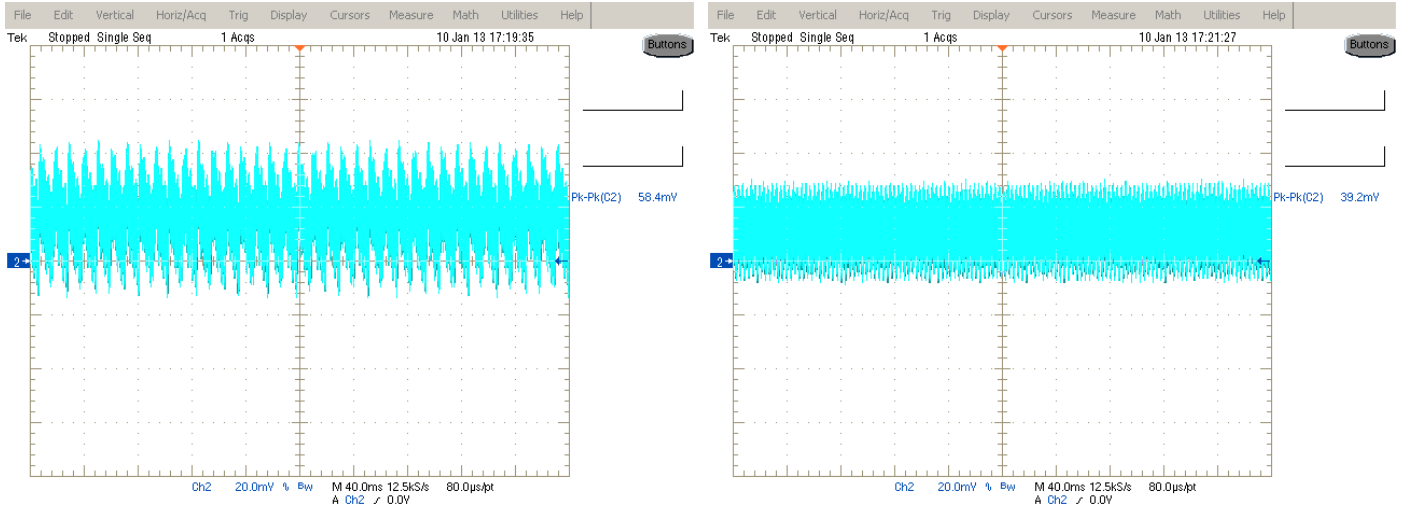 File Edit Vertical Horiz/Acq Trig Display Cursors Measure Math Utilities Help
Tek Stopped Single Seq 1 Acqs 10 Jan 13 17:19:35 Buttons
Pk-Pk(C2) 58.4mV
2
Ch2 20.0mV ∿ Bw M 40.0ms 12.5kS/s 80.0µs/pt
A Ch2 ∕ 0.0V
File Edit Vertical Horiz/Acq Trig Display Cursors Measure Math Utilities Help
Tek Stopped Single Seq 1 Acqs 10 Jan 13 17:21:27 Buttons
Pk-Pk(C2) 39.2mV
2
Ch2 20.0mV ∿ Bw M 40.0ms 12.5kS/s 80.0µs/pt
A Ch2 ∕ 0.0V